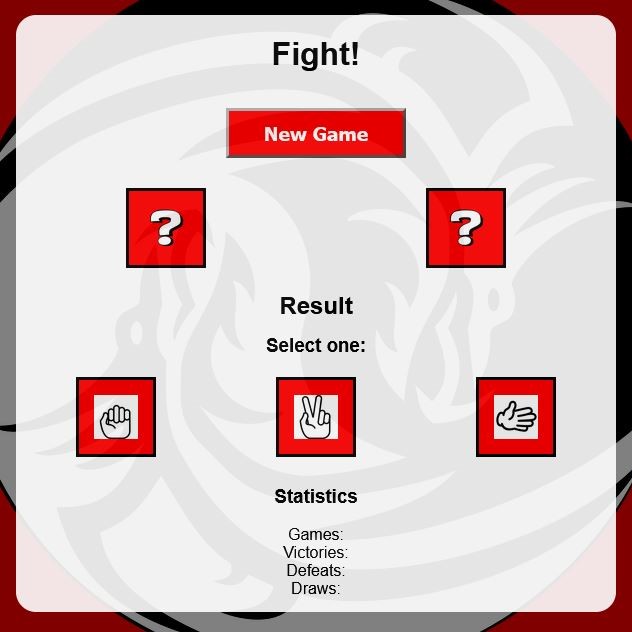 Fight!
New Game
? ?
Result
Select one:
Statistics
Games:
Victories:
Defeats:
Draws: